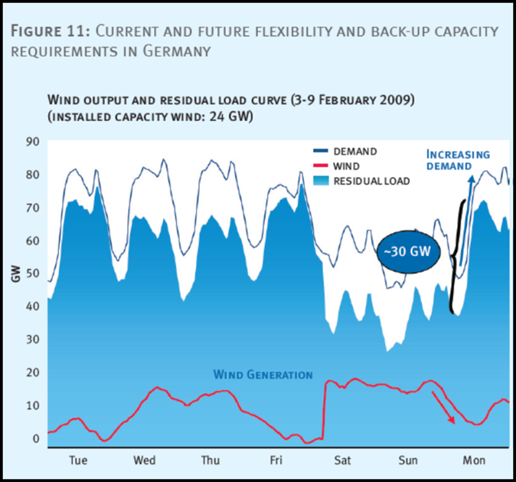 FIGURE 11: CURRENT AND FUTURE FLEXIBILITY AND BACK-UP CAPACITY
REQUIREMENTS IN GERMANY
WIND OUTPUT AND RESIDUAL LOAD CURVE (3-9 FEBRUARY 2009)
(INSTALLED CAPACITY WIND: 24 GW)
90
80
70
60
50
40
30
20
10
0
GW
DEMAND
WIND
RESIDUAL LOAD
INCREASING
DEMAND
~30 GW
WIND GENERATION
Tue Wed Thu Fri Sat Sun Mon